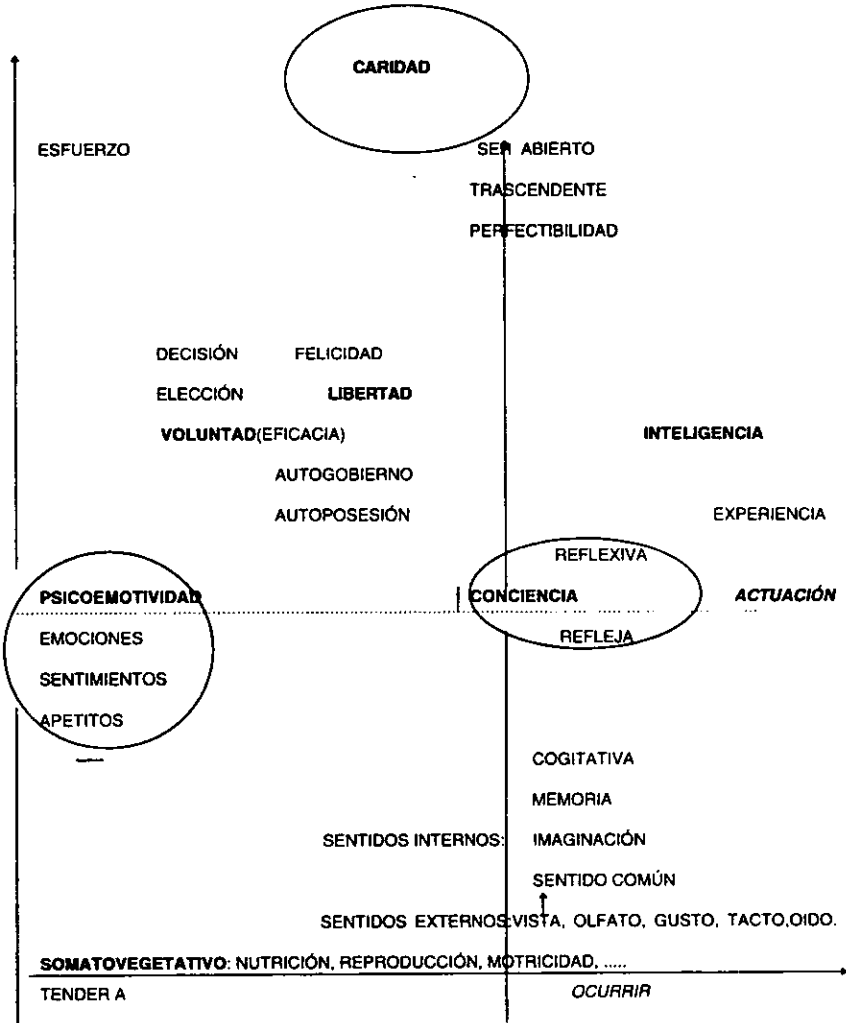 CARIDAD
ESFUERZO SER ABIERTO
TRASCENDENTE
PERFECTIBILIDAD
DECISIÓN FELICIDAD
ELECCIÓN LIBERTAD
VOLUNTAD(EFICACIA) INTELIGENCIA
AUTOGOBIERNO
AUTOPOSESIÓN EXPERIENCIA
REFLEXIVA
PSICOEMOTIVIDAD CONCIENCIA ACTUACIÓN
EMOCIONES REFLEJA
SENTIMIENTOS
APETITOS
COGITATIVA
MEMORIA
SENTIDOS INTERNOS: IMAGINACIÓN
SENTIDO COMÚN
SENTIDOS EXTERNOS:VISTA, OLFATO, GUSTO, TACTO,OIDO.
SOMATOVEGETATIVO: NUTRICIÓN, REPRODUCCIÓN, MOTRICIDAD, .....
TENDER A OCURRIR